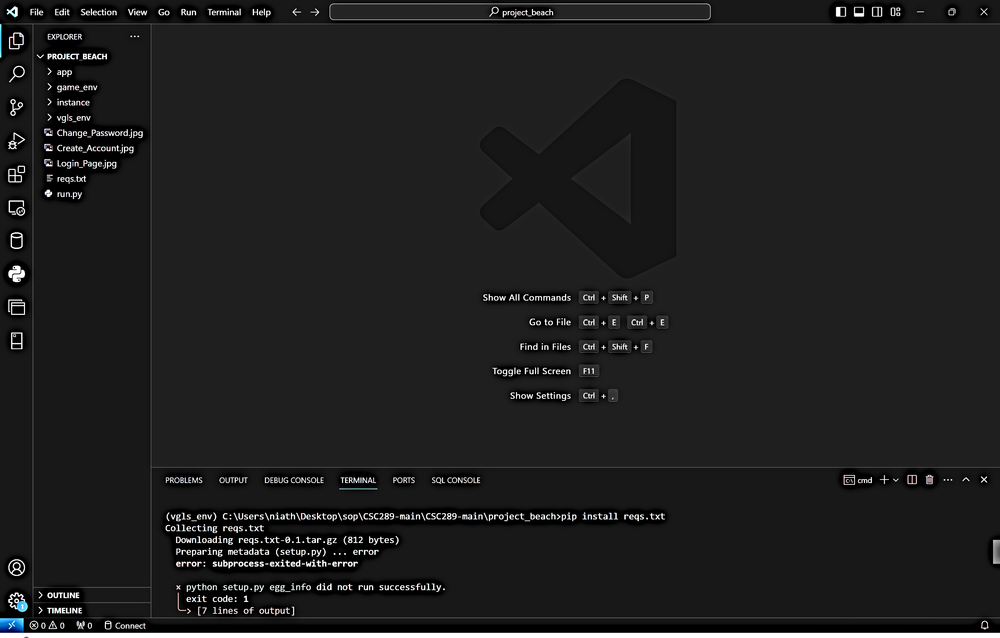 File Edit Selection View Go Run Terminal Help
project_beach
EXPLORER
PROJECT_BEACH
app
game_env
instance
vgls_env
Change_Password.jpg
Create_Account.jpg
Login_Page.jpg
reqs.txt
run.py
Show All Commands Ctrl + Shift + P
Go to File Ctrl + E Ctrl + E
Find in Files Ctrl + Shift + F
Toggle Full Screen F11
Show Settings Ctrl + ,
PROBLEMS OUTPUT DEBUG CONSOLE TERMINAL PORTS SQL CONSOLE
cmd
(vgls_env) C:\Users\niath\Desktop\sop\CSC289-main\CSC289-main\project_beach>pip install reqs.txt
Collecting reqs.txt
Downloading reqs.txt-0.1.tar.gz (812 bytes)
Preparing metadata (setup.py) ... error
error: subprocess-exited-with-error
× python setup.py egg_info did not run successfully.
exit code: 1
[7 lines of output]
OUTLINE
TIMELINE
1
0 0 0 Connect